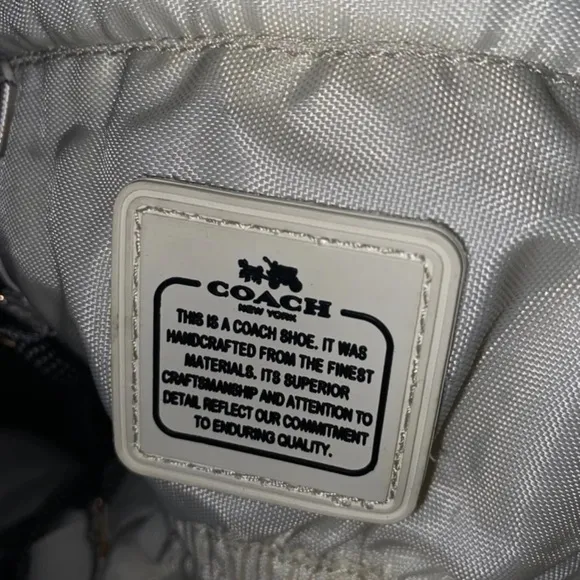 COACH
NEW YORK
THIS IS A COACH SHOE. IT WAS
HANDCRAFTED FROM THE FINEST
MATERIALS. ITS SUPERIOR
CRAFTSMANSHIP AND ATTENTION TO
DETAIL REFLECT OUR COMMITMENT
TO ENDURING QUALITY.